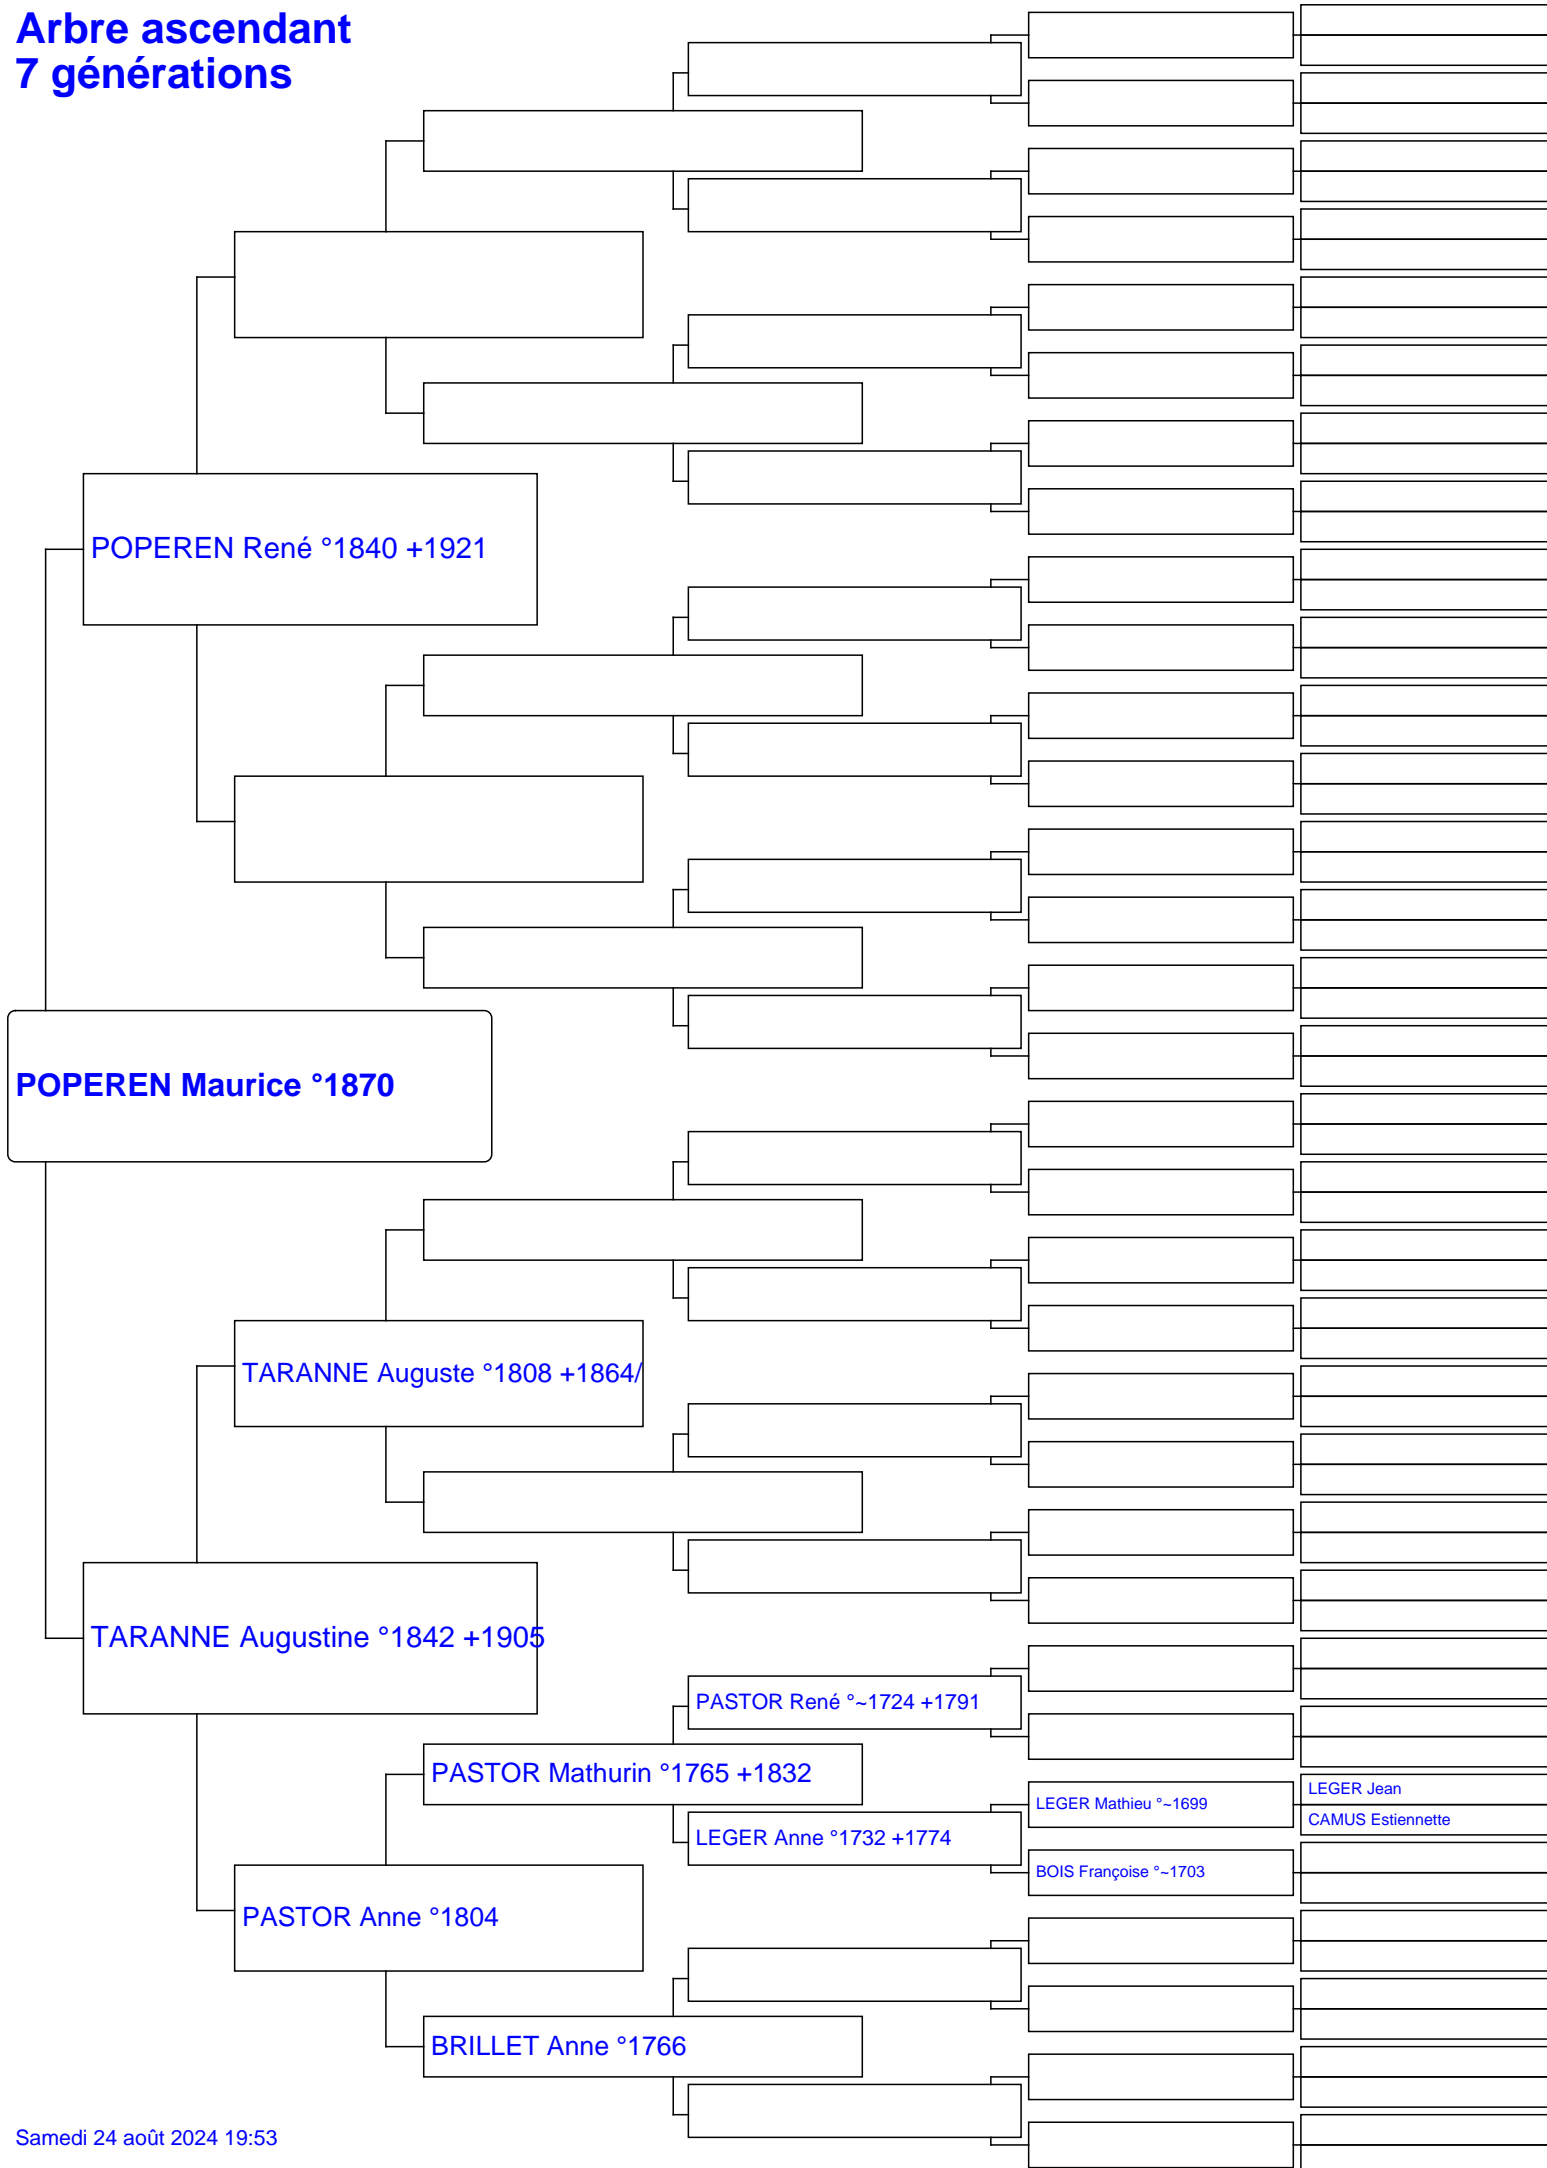 Arbre ascendant
7 générations
POPEREN René °1840 +1921
POPEREN Maurice °1870
TARANNE Auguste °1808 +1864/
TARANNE Augustine °1842 +1905
PASTOR René °~1724 +1791
PASTOR Mathurin °1765 +1832
LEGER Jean
LEGER Mathieu °~1699
CAMUS Estiennette
LEGER Anne °1732 +1774
BOIS Françoise °~1703
PASTOR Anne °1804
BRILLET Anne °1766
Samedi 24 août 2024 19:53